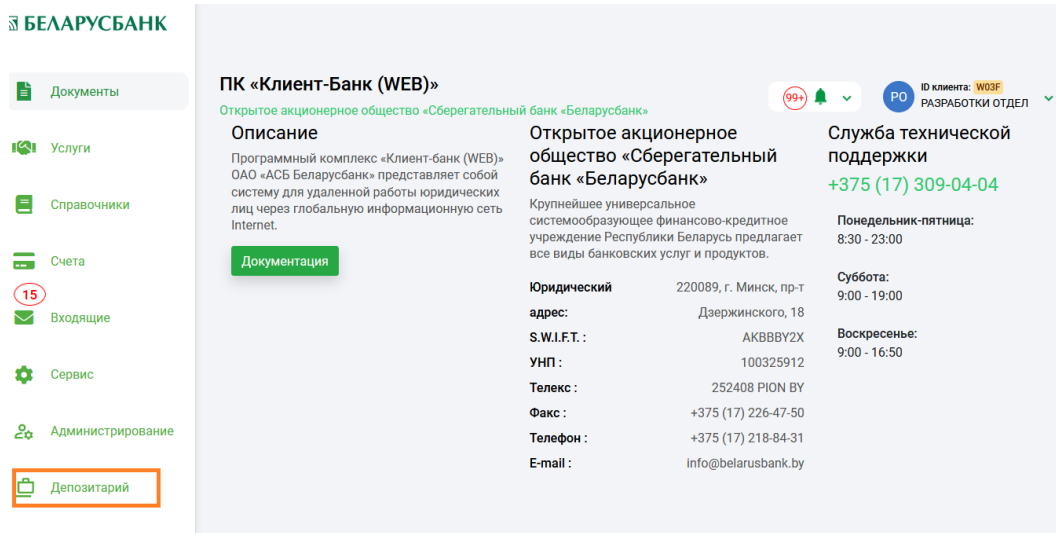 БЕЛАРУСБАНК
Документы
Услуги
Справочники
Счета
15
Входящие
Сервис
Администрирование
Депозитарий
ПК «Клиент-Банк (WEB)»
Открытое акционерное общество «Сберегательный банк «Беларусбанк»
99+
РО
ID клиента: W03F
РАЗРАБОТКИ ОТДЕЛ
Описание
Программный комплекс «Клиент-банк (WEB)»
ОАО «АСБ Беларусбанк» представляет собой
систему для удаленной работы юридических
лиц через глобальную информационную сеть
Internet.
Документация
Открытое акционерное
общество «Сберегательный
банк «Беларусбанк»
Крупнейшее универсальное
системообразующее финансово-кредитное
учреждение Республики Беларусь предлагает
все виды банковских услуг и продуктов.
Юридический 220089, г. Минск, пр-т
адрес: Дзержинского, 18
S.W.I.F.T. : AKBBBY2X
УНП : 100325912
Телекс : 252408 PION BY
Факс : +375 (17) 226-47-50
Телефон : +375 (17) 218-84-31
E-mail : info@belarusbank.by
Служба технической
поддержки
+375 (17) 309-04-04
Понедельник-пятница:
8:30 - 23:00
Суббота:
9:00 - 19:00
Воскресенье:
9:00 - 16:50